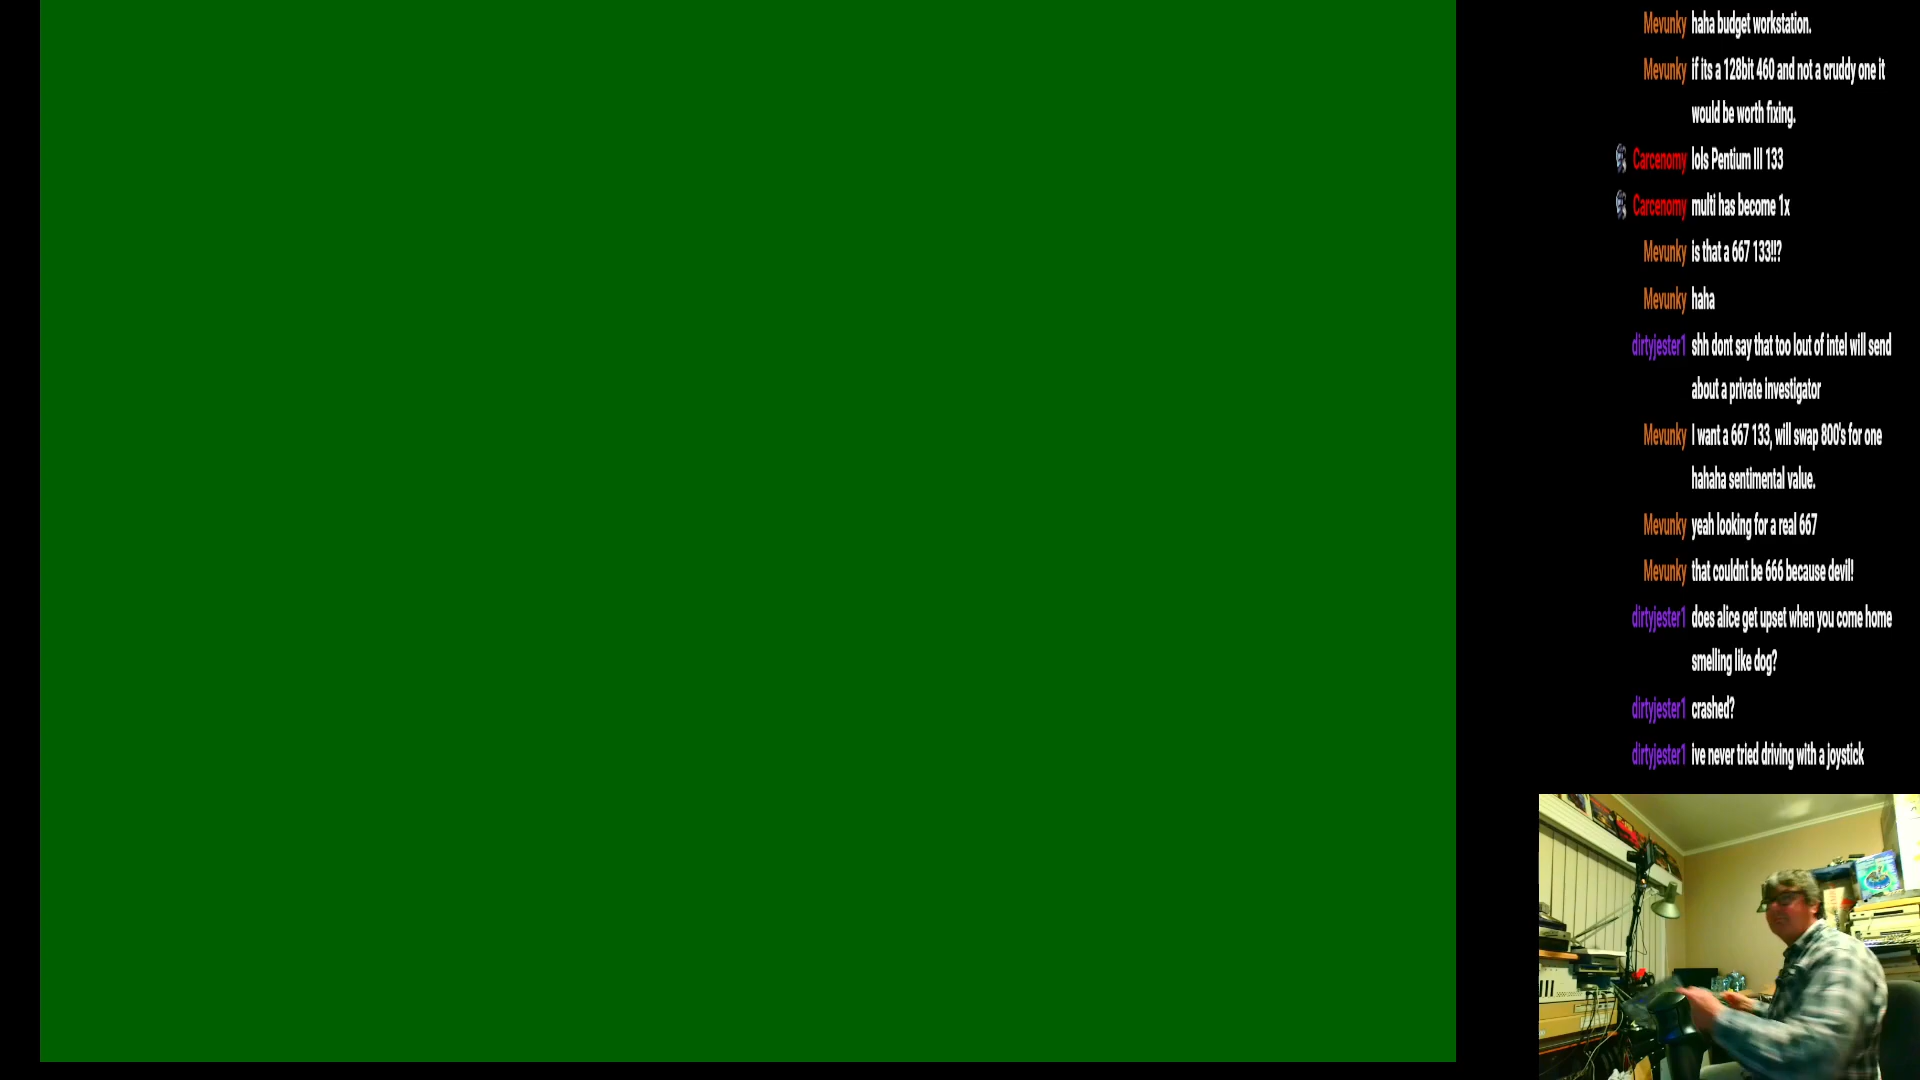 Mevunky haha budget workstation.
Mevunky if its a 128bit 460 and not a cruddy one it
would be worth fixing.
Carcenomy lols Pentium III 133
Carcenomy multi has become 1x
Mevunky is that a 667 133!!?
Mevunky haha
dirtyjester1 shh dont say that too lout of intel will send
about a private investigator
Mevunky I want a 667 133, will swap 800's for one
hahaha sentimental value.
Mevunky yeah looking for a real 667
Mevunky that couldnt be 666 because devil!
dirtyjester1 does alice get upset when you come home
smelling like dog?
dirtyjester1 crashed?
dirtyjester1 ive never tried driving with a joystick